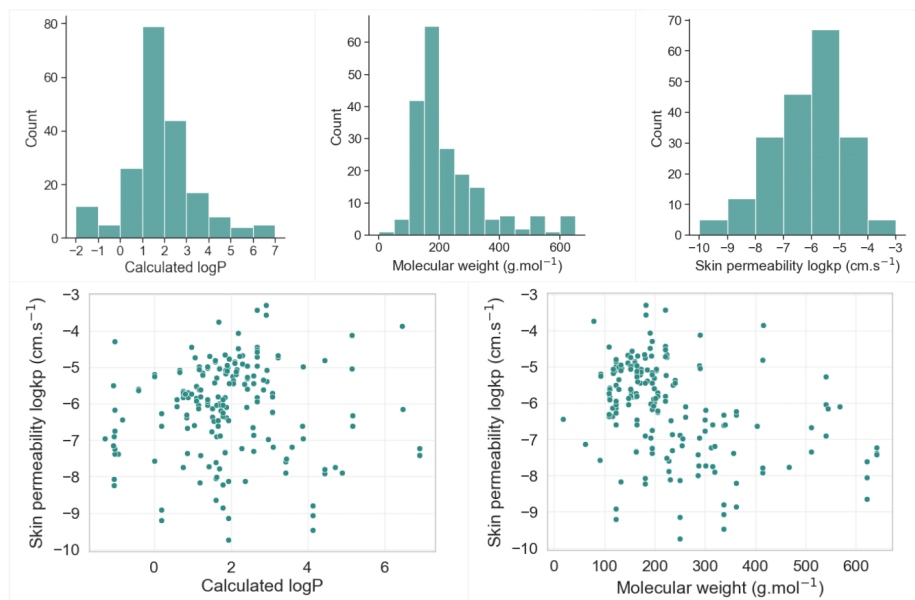 80
60
40
20
0
Count
−2 −1 0 1 2 3 4 5 6 7
Calculated logP
60
50
40
30
20
10
0
Count
0 200 400 600
Molecular weight (g.mol⁻¹)
70
60
50
40
30
20
10
0
Count
−10 −9 −8 −7 −6 −5 −4 −3
Skin permeability logkp (cm.s⁻¹)
−3
−4
−5
−6
−7
−8
−9
−10
Skin permeability logkp (cm.s⁻¹)
0 2 4 6
Calculated logP
−3
−4
−5
−6
−7
−8
−9
−10
Skin permeability logkp (cm.s⁻¹)
0 100 200 300 400 500 600
Molecular weight (g.mol⁻¹)